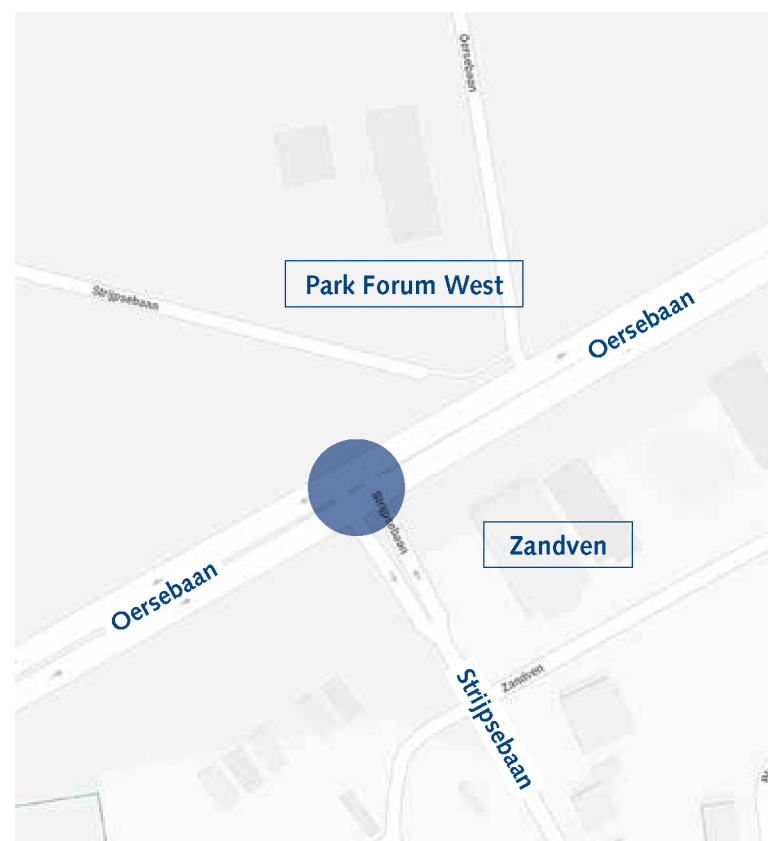 Oersebaan
Park Forum West
Strijpsebaan
Oersebaan
Strijpsebaan
Zandven
Oersebaan
Zandven
Strijpsebaan